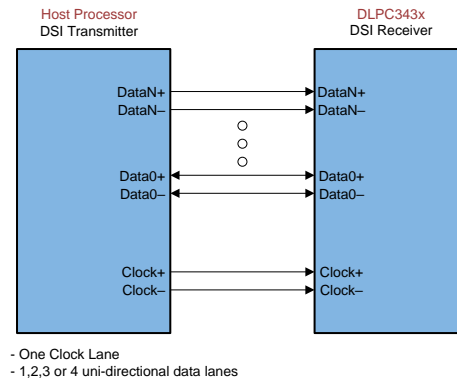 Host Processor
DSI Transmitter
DLPC343x
DSI Receiver
DataN+
DataN–
DataN+
DataN–
Data0+
Data0–
Data0+
Data0–
Clock+
Clock–
Clock+
Clock–
- One Clock Lane
- 1,2,3 or 4 uni-directional data lanes